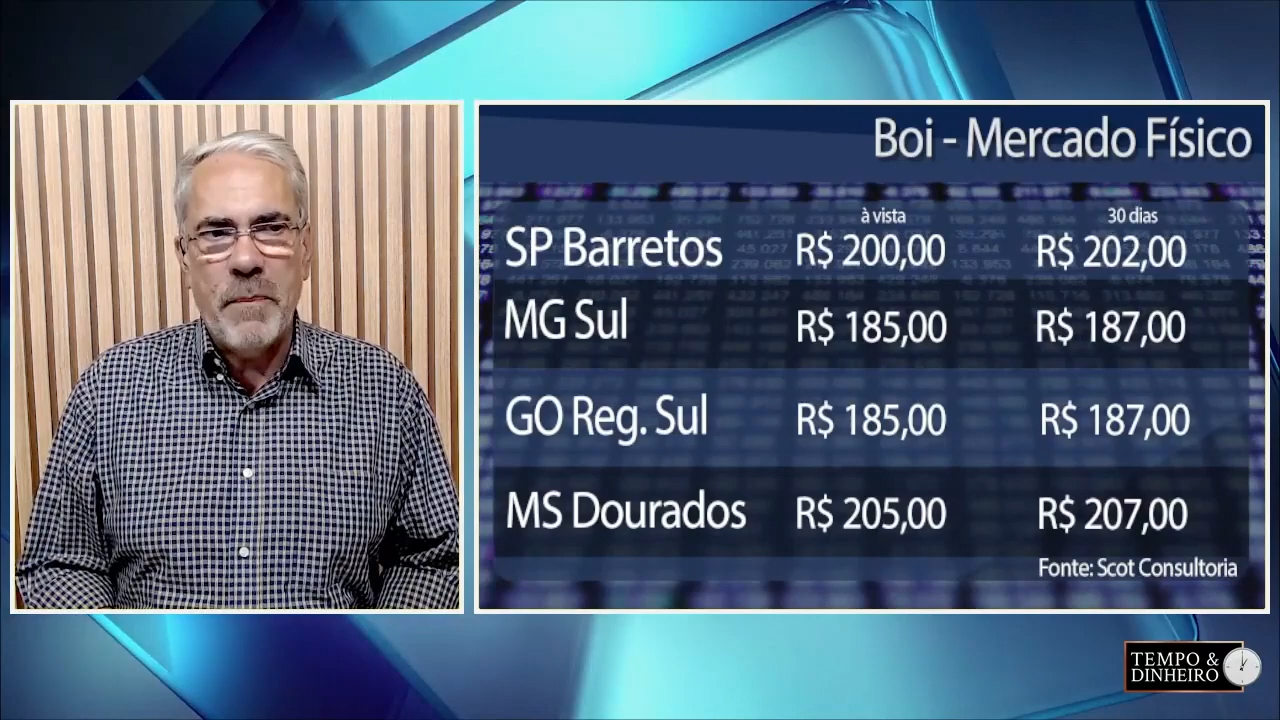 Boi - Mercado Físico
à vista 30 dias
SP Barretos R$ 200,00 R$ 202,00
MG Sul R$ 185,00 R$ 187,00
GO Reg. Sul R$ 185,00 R$ 187,00
MS Dourados R$ 205,00 R$ 207,00
Fonte: Scot Consultoria
TEMPO &
DINHEIRO